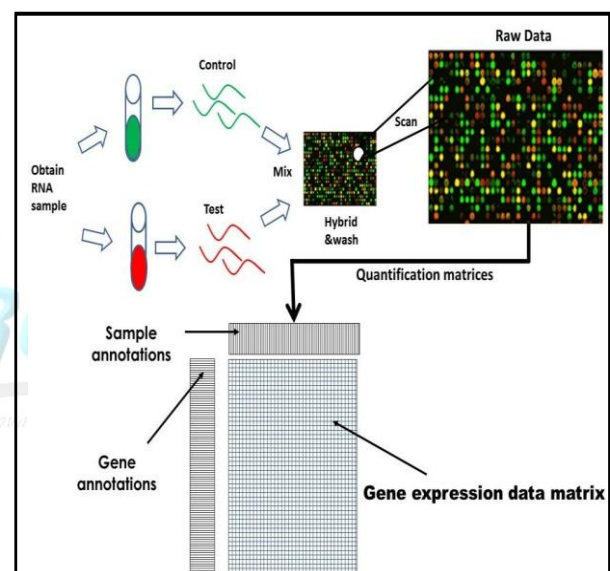 Raw Data
Control
Scan
Obtain
RNA
sample
Mix
Test
Hybrid
&wash
Quantification matrices
Sample
annotations
Gene
annotations
Gene expression data matrix